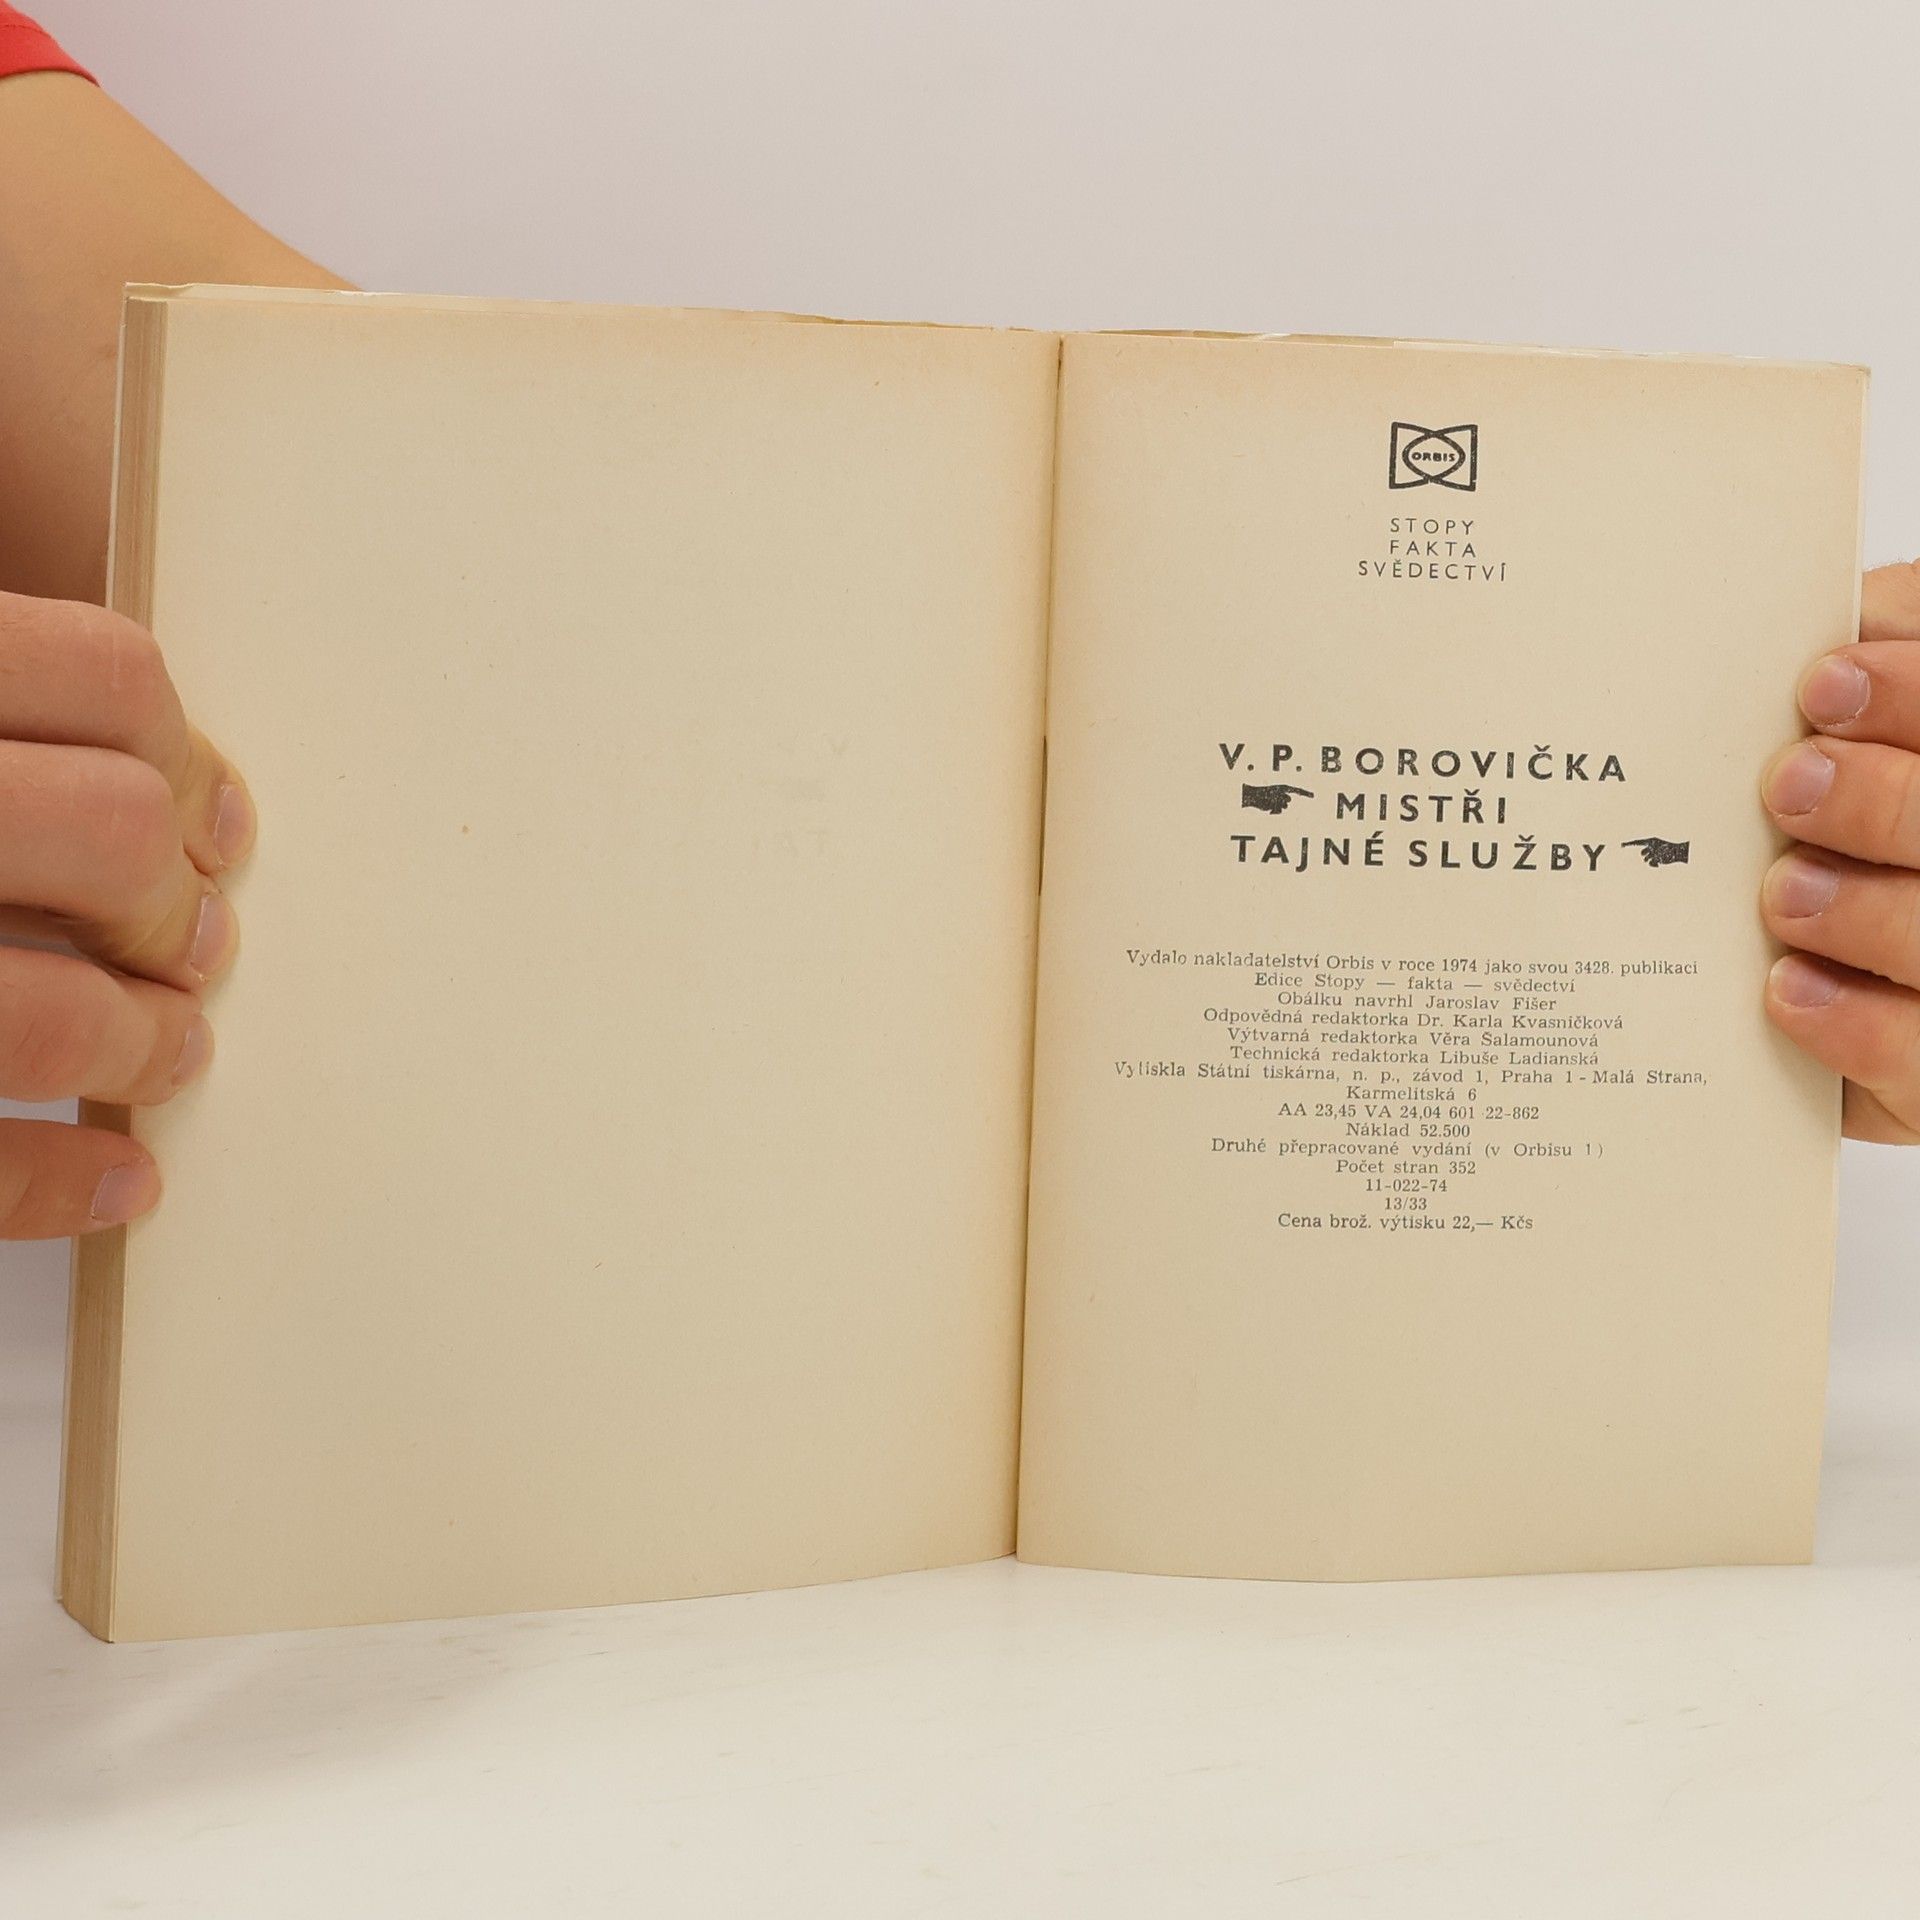 ORBIS
STOPY
FAKTA
SVĚDECTVÍ
V. P. BOROVIČKA
MISTŘI
TAJNÉ SLUŽBY
Vydalo nakladatelství Orbis v roce 1974 jako svou 3428. publikaci
Edice Stopy — fakta — svědectví
Obálku navrhl Jaroslav Fišer
Odpovědná redaktorka Dr. Karla Kvasničková
Výtvarná redaktorka Věra Šalamounová
Technická redaktorka Libuše Ladianská
Vytiskla Státní tiskárna, n. p., závod 1, Praha 1 - Malá Strana,
Karmelitská 6
AA 23,45 VA 24,04 601 22-862
Náklad 52.500
Druhé přepracované vydání (v Orbisu 1)
Počet stran 352
11-022-74
13/33
Cena brož. výtisku 22,— Kčs